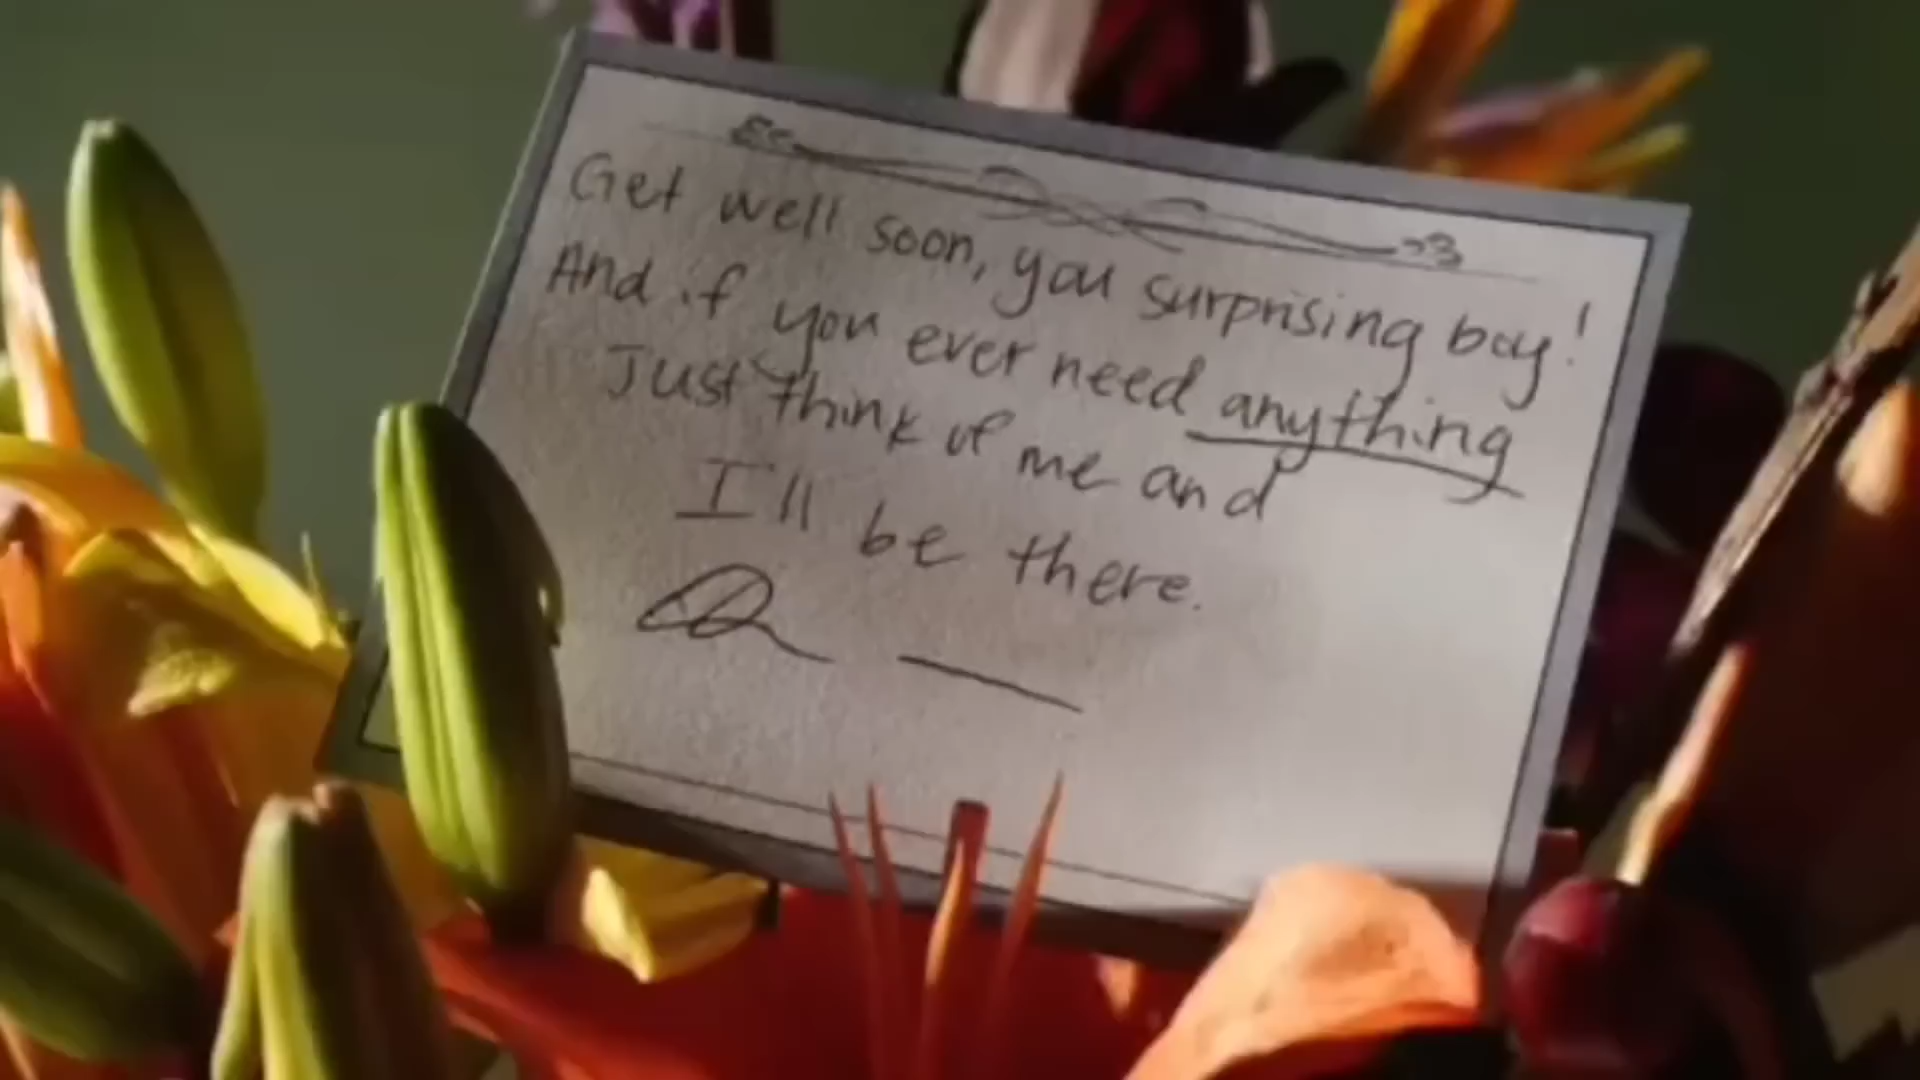 Get well soon, you surprising boy!
And if you ever need anything
Just think of me and
I'll be there.
Q —